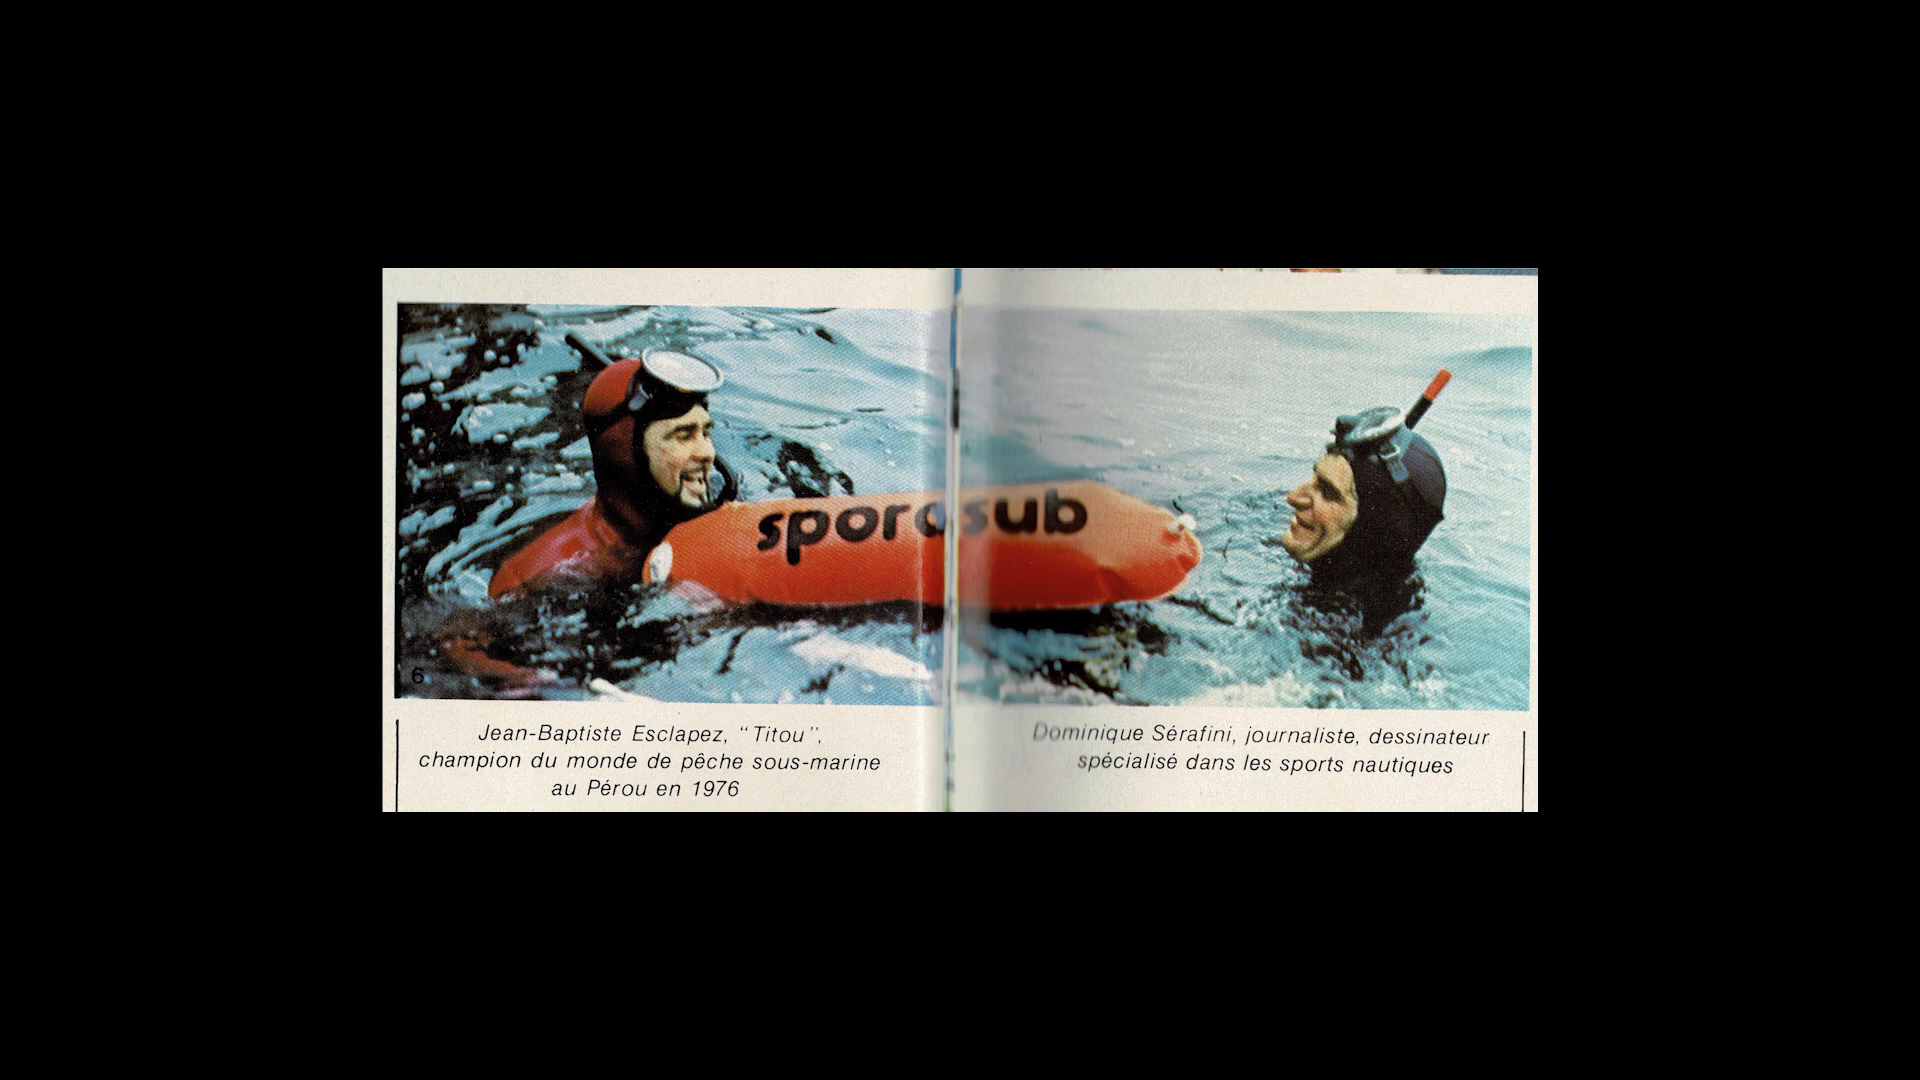 sporasub
6
Jean-Baptiste Esclapez, “Titou”,
champion du monde de pêche sous-marine
au Pérou en 1976
Dominique Sérafini, journaliste, dessinateur
spécialisé dans les sports nautiques